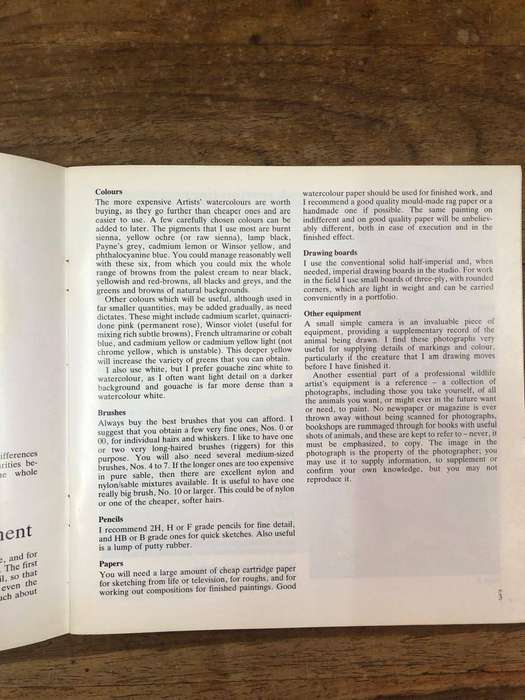 ifferences
rities be-
ne whole
nent
e, and for
. The first
il, so that
even the
ach about
Colours
The more expensive Artists' watercolours are worth
buying, as they go further than cheaper ones and are
easier to use. A few carefully chosen colours can be
added to later. The pigments that I use most are burnt
sienna, yellow ochre (or raw sienna), lamp black,
Payne's grey, cadmium lemon or Winsor yellow, and
phthalocyanine blue. You could manage reasonably well
with these six, from which you could mix the whole
range of browns from the palest cream to near black,
yellowish and red-browns, all blacks and greys, and the
greens and browns of natural backgrounds.
Other colours which will be useful, although used in
far smaller quantities, may be added gradually, as need
dictates. These might include cadmium scarlet, quinacri-
done pink (permanent rose), Winsor violet (useful for
mixing rich subtle browns), French ultramarine or cobalt
blue, and cadmium yellow or cadmium yellow light (not
chrome yellow, which is unstable). This deeper yellow
will increase the variety of greens that you can obtain.
I also use white, but I prefer gouache zinc white to
watercolour, as I often want light detail on a darker
background and gouache is far more dense than a
watercolour white.
Brushes
Always buy the best brushes that you can afford. I
suggest that you obtain a few very fine ones, Nos. 0 or
00, for individual hairs and whiskers. I like to have one
or two very long-haired brushes (riggers) for this
purpose. You will also need several medium-sized
brushes, Nos. 4 to 7. If the longer ones are too expensive
in pure sable, then there are excellent nylon and
nylon/sable mixtures available. It is useful to have one
really big brush, No. 10 or larger. This could be of nylon
or one of the cheaper, softer hairs.
Pencils
I recommend 2H, H or F grade pencils for fine detail,
and HB or B grade ones for quick sketches. Also useful
is a lump of putty rubber.
Papers
You will need a large amount of cheap cartridge paper
for sketching from life or television, for roughs, and for
working out compositions for finished paintings. Good
watercolour paper should be used for finished work, and
I recommend a good quality mould-made rag paper or a
handmade one if possible. The same painting on
indifferent and on good quality paper will be unbeliev-
ably different, both in ease of execution and in the
finished effect.
Drawing boards
I use the conventional solid half-imperial and, when
needed, imperial drawing boards in the studio. For work
in the field I use small boards of three-ply, with rounded
corners, which are light in weight and can be carried
conveniently in a portfolio.
Other equipment
A small simple camera is an invaluable piece of
equipment, providing a supplementary record of the
animal being drawn. I find these photographs very
useful for supplying details of markings and colour,
particularly if the creature that I am drawing moves
before I have finished it.
Another essential part of a professional wildlife
artist's equipment is a reference – a collection of
photographs, including those you take yourself, of all
the animals you want, or might ever in the future want
or need, to paint. No newspaper or magazine is ever
thrown away without being scanned for photographs,
bookshops are rummaged through for books with useful
shots of animals, and these are kept to refer to – never, it
must be emphasized, to copy. The image in the
photograph is the property of the photographer; you
may use it to supply information, to supplement or
confirm your own knowledge, but you may not
reproduce it.